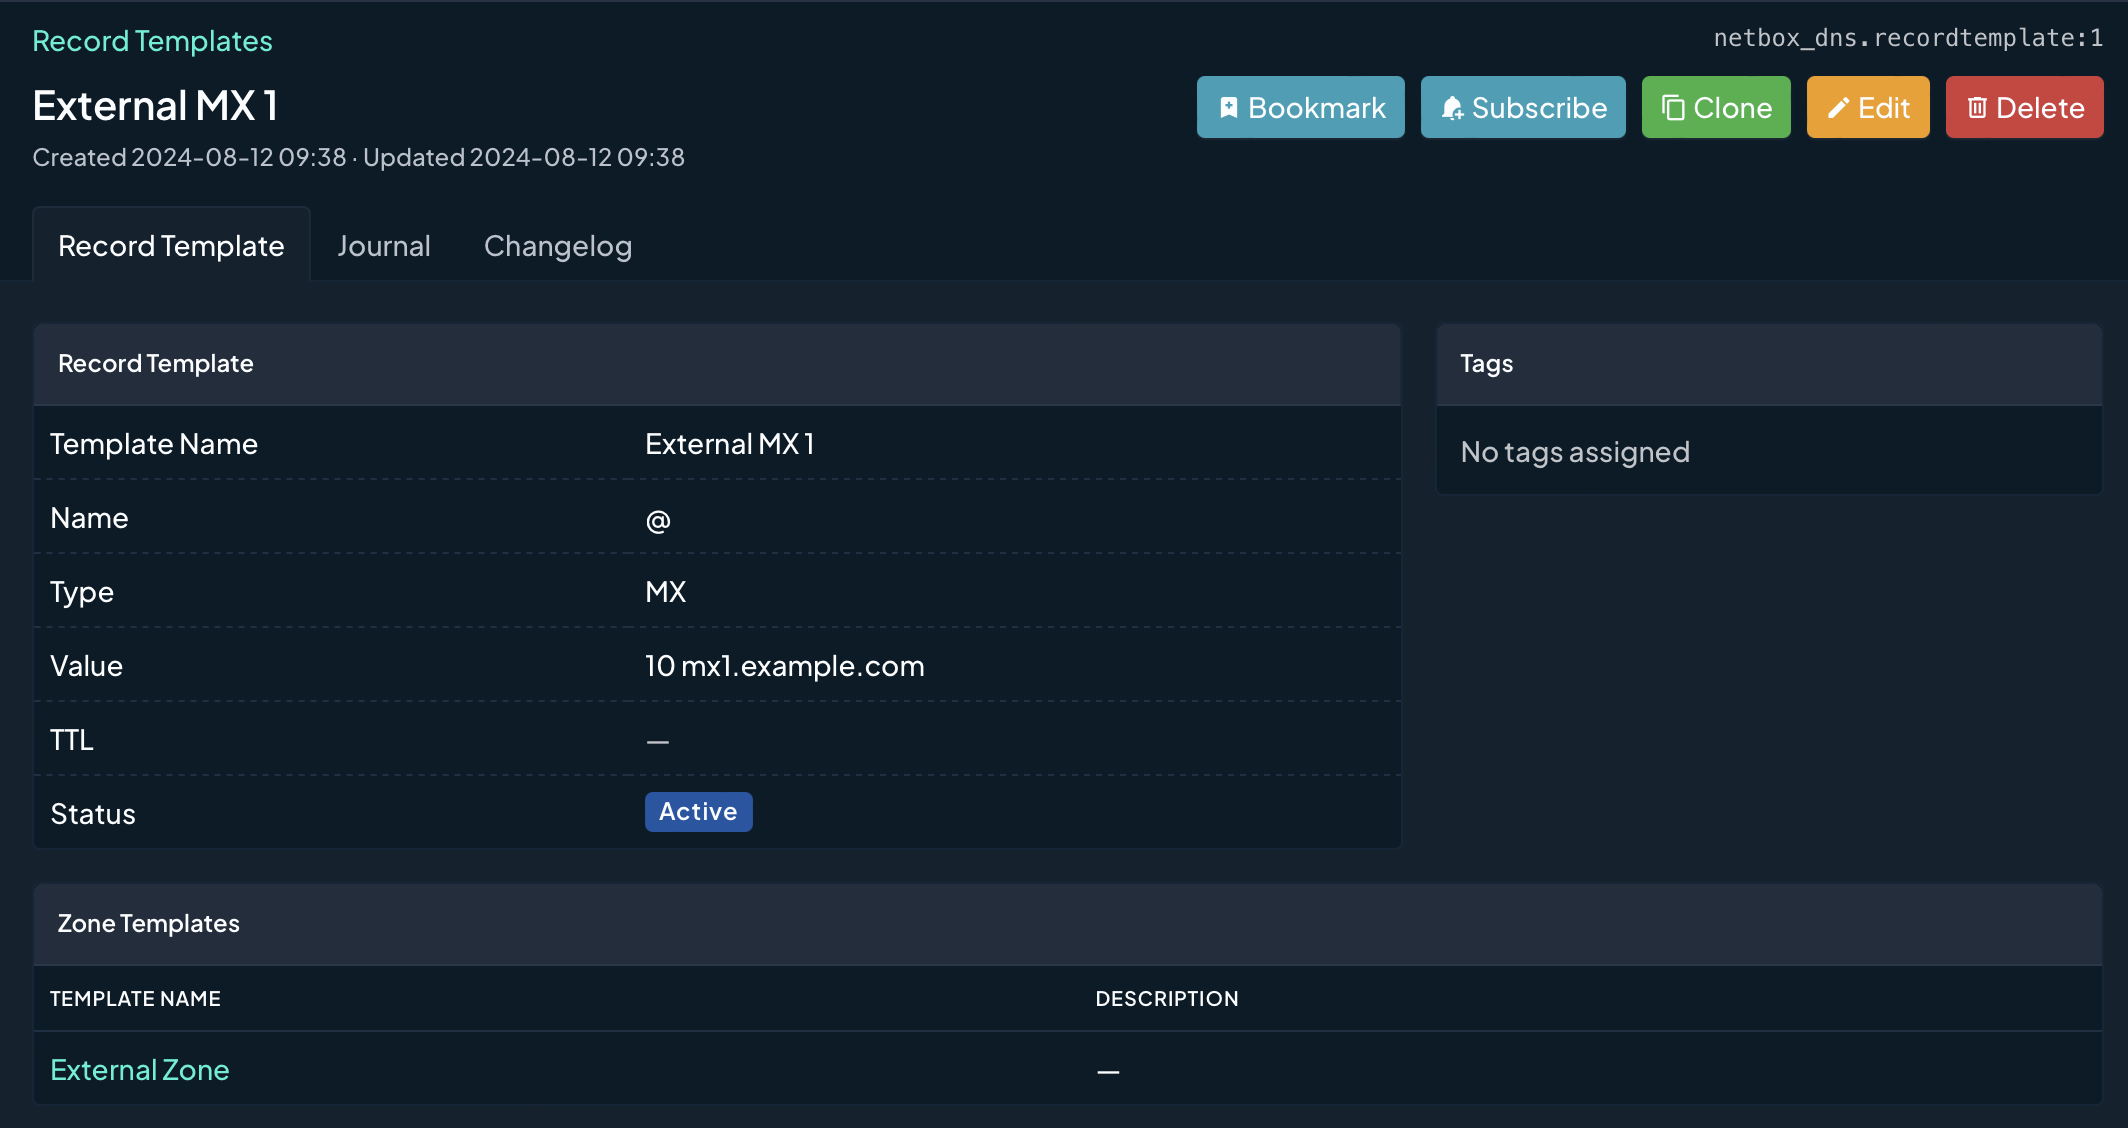 Record Templates
netbox_dns.recordtemplate:1
External MX 1
Bookmark Subscribe Clone Edit Delete
Created 2024-08-12 09:38 · Updated 2024-08-12 09:38
Record Template Journal Changelog
Record Template
Template Name External MX 1
Name @
Type MX
Value 10 mx1.example.com
TTL —
Status Active
Tags
No tags assigned
Zone Templates
TEMPLATE NAME DESCRIPTION
External Zone —